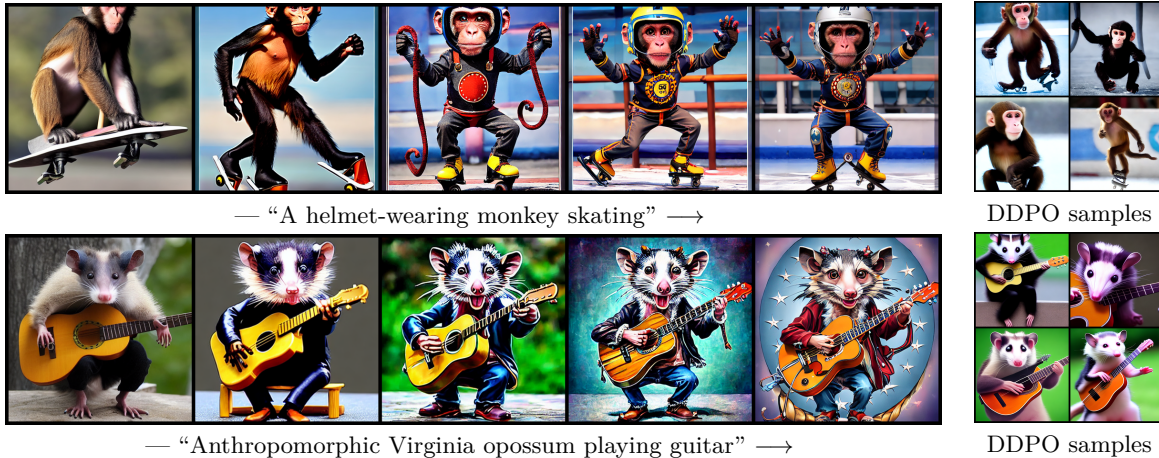 — “A helmet-wearing monkey skating” ⟶
DDPO samples
— “Anthropomorphic Virginia opossum playing guitar” ⟶
DDPO samples